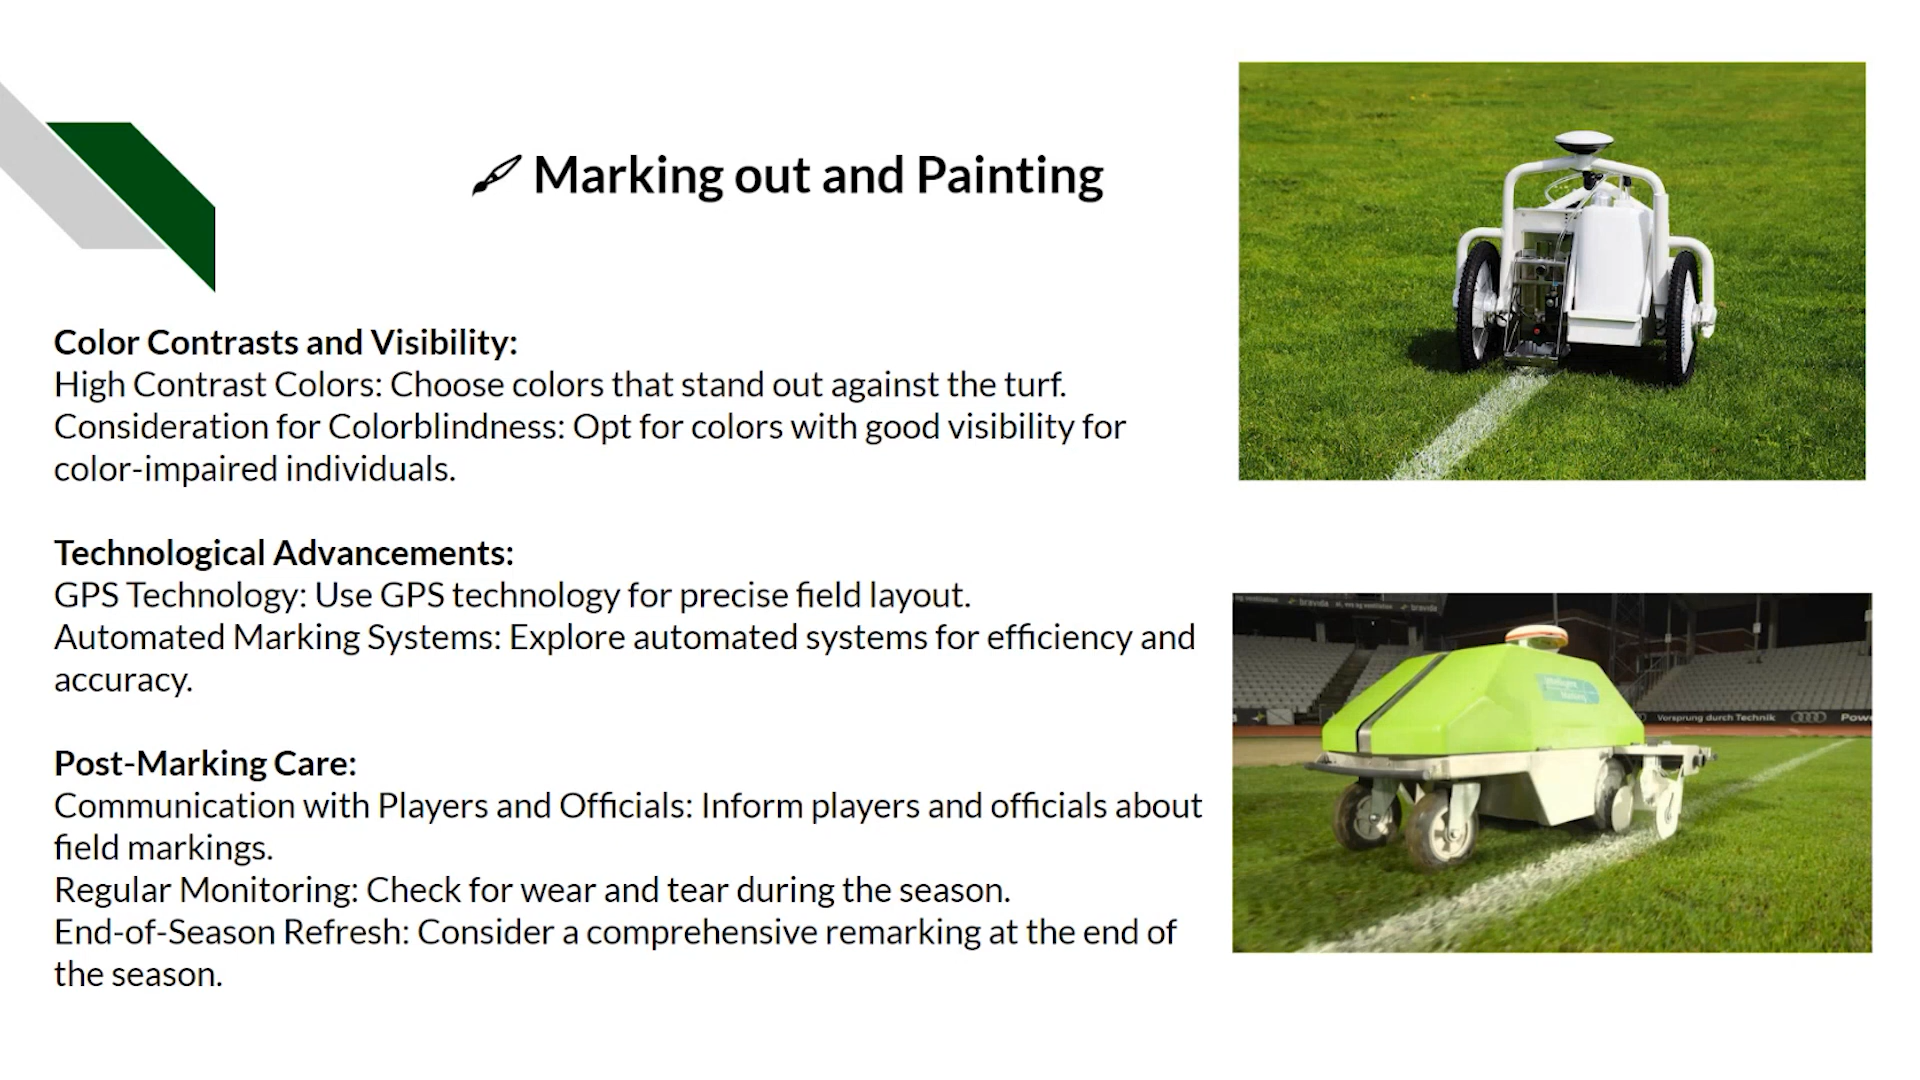 Marking out and Painting
Color Contrasts and Visibility:
High Contrast Colors: Choose colors that stand out against the turf.
Consideration for Colorblindness: Opt for colors with good visibility for
color-impaired individuals.
Technological Advancements:
GPS Technology: Use GPS technology for precise field layout.
Automated Marking Systems: Explore automated systems for efficiency and
accuracy.
Post-Marking Care:
Communication with Players and Officials: Inform players and officials about
field markings.
Regular Monitoring: Check for wear and tear during the season.
End-of-Season Refresh: Consider a comprehensive remarking at the end of
the season.
bravida
bravida
Vorsprung durch Technik